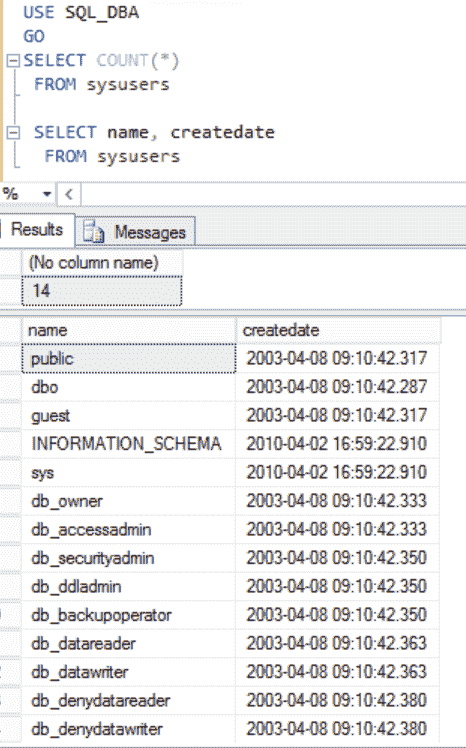 USE SQL_DBA
GO
SELECT COUNT(*)
FROM sysusers
SELECT name, createdate
FROM sysusers
%
Results Messages
(No column name)
14
name createdate
public 2003-04-08 09:10:42.317
dbo 2003-04-08 09:10:42.287
guest 2003-04-08 09:10:42.317
INFORMATION_SCHEMA 2010-04-02 16:59:22.910
sys 2010-04-02 16:59:22.910
db_owner 2003-04-08 09:10:42.333
db_accessadmin 2003-04-08 09:10:42.333
db_securityadmin 2003-04-08 09:10:42.350
db_ddladmin 2003-04-08 09:10:42.350
db_backupoperator 2003-04-08 09:10:42.350
db_datareader 2003-04-08 09:10:42.363
db_datawriter 2003-04-08 09:10:42.363
db_denydatareader 2003-04-08 09:10:42.380
db_denydatawriter 2003-04-08 09:10:42.380